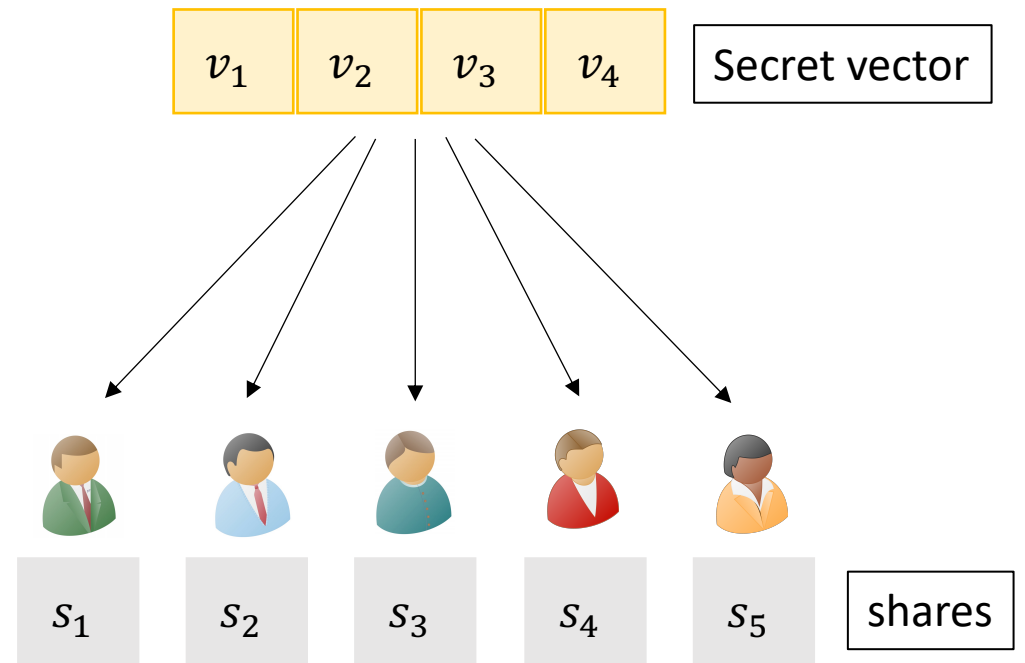 v₁ v₂ v₃ v₄ Secret vector
s₁ s₂ s₃ s₄ s₅ shares